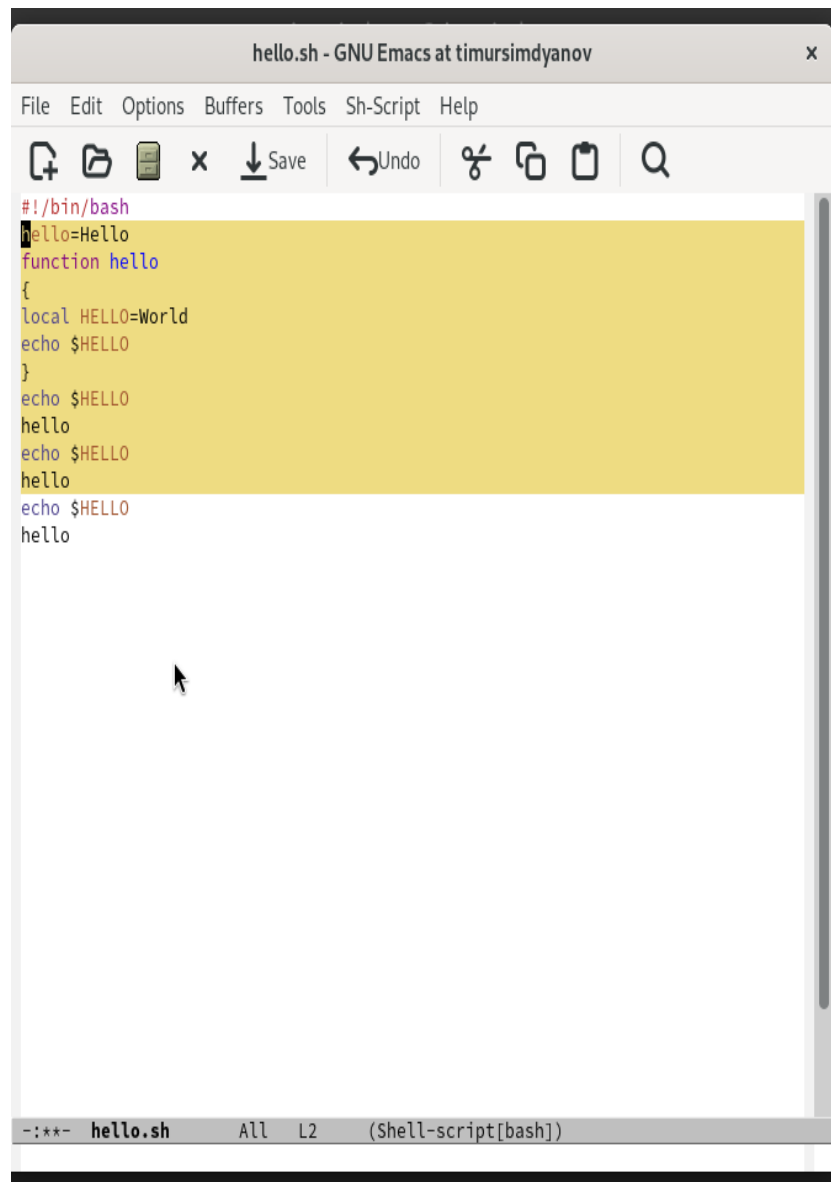 hello.sh - GNU Emacs at timursimdyanov x
File Edit Options Buffers Tools Sh-Script Help
Save Undo
#!/bin/bash
hello=Hello
function hello
{
local HELLO=World
echo $HELLO
}
echo $HELLO
hello
echo $HELLO
hello
echo $HELLO
hello
-:**- hello.sh All L2 (Shell-script[bash])